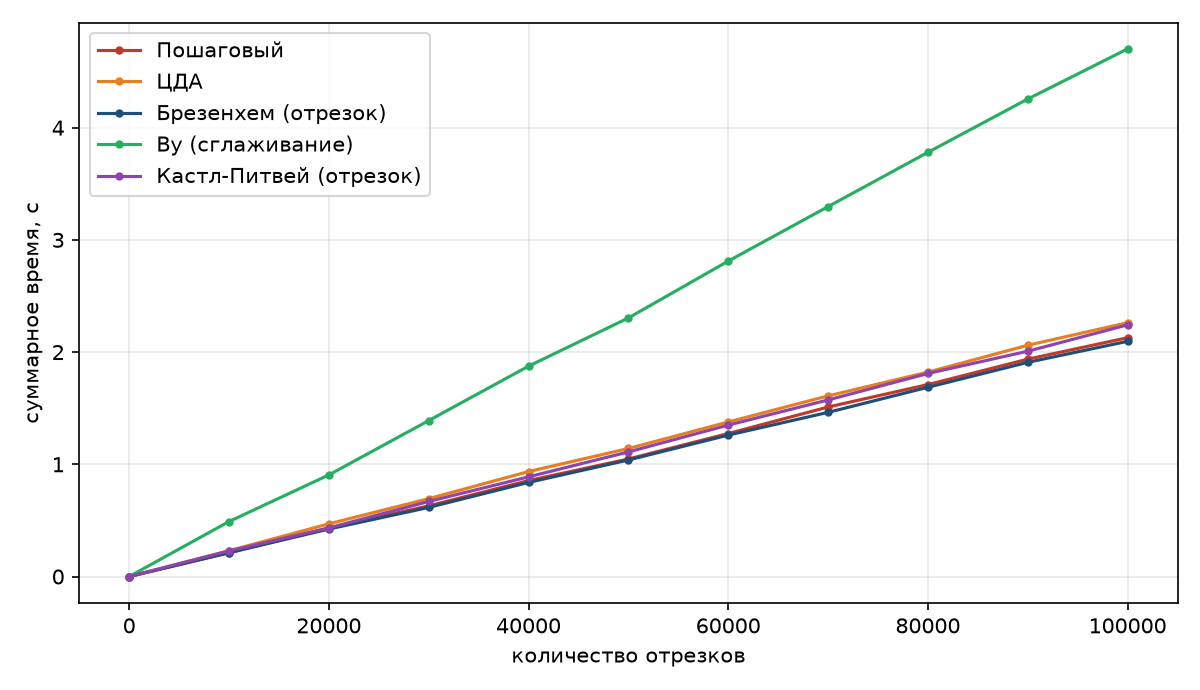 Пошаговый
ЦДА
Брезенхем (отрезок)
Ву (сглаживание)
Кастл-Питвей (отрезок)
суммарное время, с
4
3
2
1
0
0 20000 40000 60000 80000 100000
количество отрезков